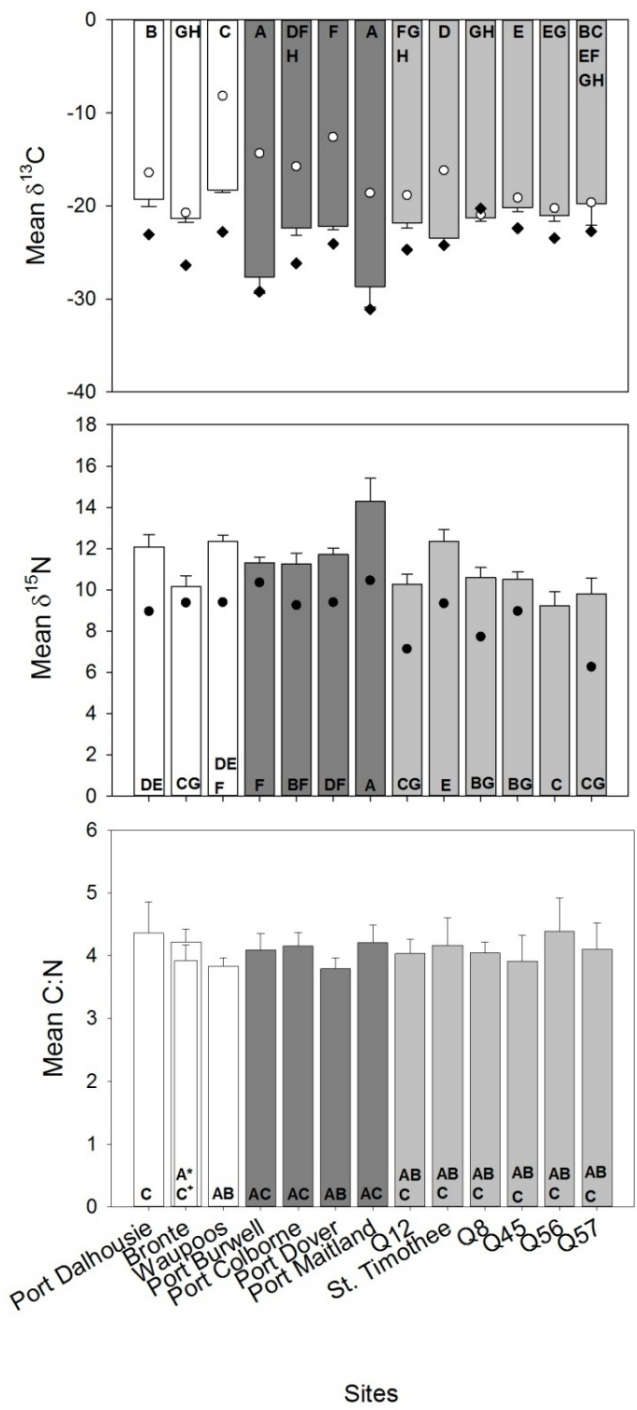 0
-10
-20
-30
-40
Mean δ13C
B GH C A DF F A FG D GH E EG BC
H H EF
GH
18
16
14
12
10
8
6
4
2
0
Mean δ15N
DE
DE CG F F BF DF A CG E BG BG C CG
6
5
4
3
2
1
0
Mean C:N
A* AB AB AB AB AB AB
C C* AB AC AC AB AC C C C C C C
Port Dalhousie
Bronte
Waupoos
Port Burwell
Port Colborne
Port Dover
Port Maitland
Q12
St. Timothee
Q8
Q45
Q56
Q57
Sites